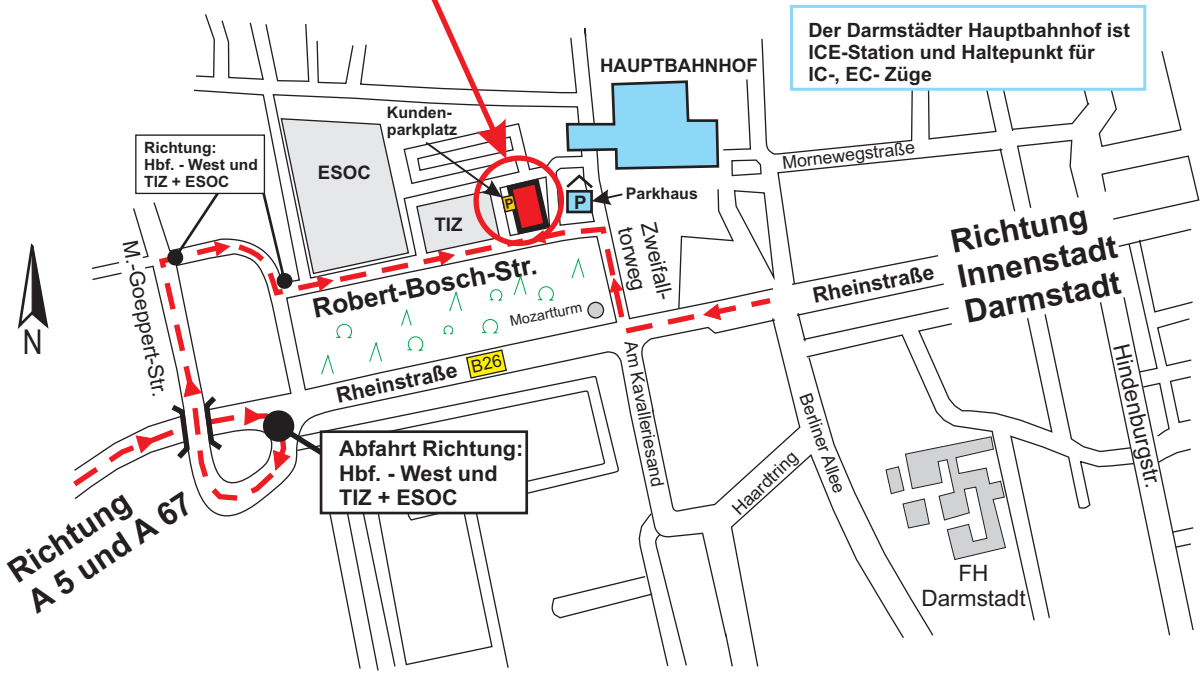 Der Darmstädter Hauptbahnhof ist
ICE-Station und Haltepunkt für
IC-, EC- Züge
HAUPTBAHNHOF
Kunden-
parkplatz
Richtung:
Hbf. - West und
TIZ + ESOC
ESOC
Mornewegstraße
P
P
Parkhaus
TIZ
Zweifall-
torweg
Richtung
Innenstadt
Darmstadt
M.-Goeppert-Str.
Robert-Bosch-Str.
Rheinstraße
Mozartturm
N
Rheinstraße
B26
Am Kavalleriesand
Hindenburgstr.
Berliner Allee
Abfahrt Richtung:
Hbf. - West und
TIZ + ESOC
Haardtring
Richtung
A 5 und A 67
FH
Darmstadt